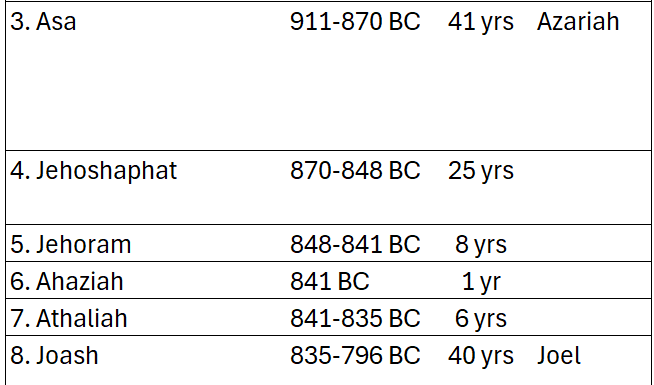 3. Asa 911-870 BC 41 yrs Azariah
4. Jehoshaphat 870-848 BC 25 yrs
5. Jehoram 848-841 BC 8 yrs
6. Ahaziah 841 BC 1 yr
7. Athaliah 841-835 BC 6 yrs
8. Joash 835-796 BC 40 yrs Joel